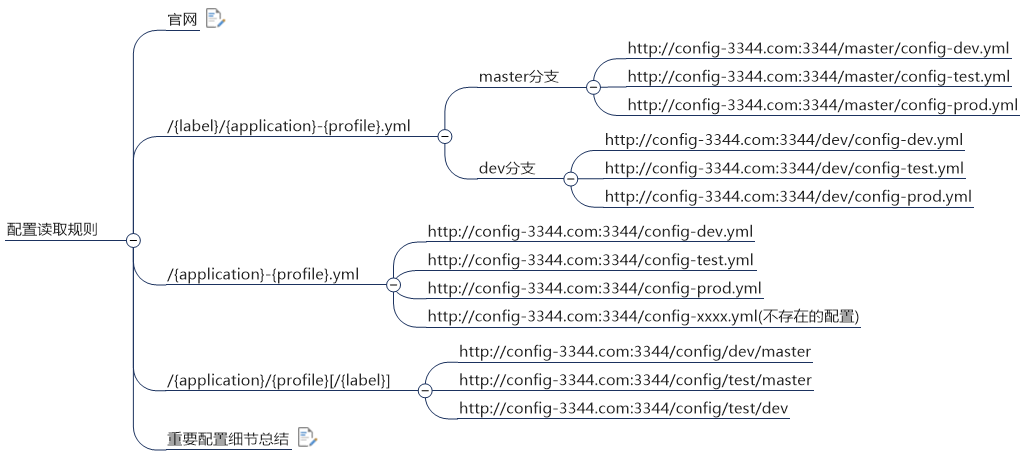 配置读取规则
官网
/{label}/{application}-{profile}.yml
master分支
http://config-3344.com:3344/master/config-dev.yml
http://config-3344.com:3344/master/config-test.yml
http://config-3344.com:3344/master/config-prod.yml
dev分支
http://config-3344.com:3344/dev/config-dev.yml
http://config-3344.com:3344/dev/config-test.yml
http://config-3344.com:3344/dev/config-prod.yml
/{application}-{profile}.yml
http://config-3344.com:3344/config-dev.yml
http://config-3344.com:3344/config-test.yml
http://config-3344.com:3344/config-prod.yml
http://config-3344.com:3344/config-xxxx.yml(不存在的配置)
/{application}/{profile}[/{label}]
http://config-3344.com:3344/config/dev/master
http://config-3344.com:3344/config/test/master
http://config-3344.com:3344/config/test/dev
重要配置细节总结